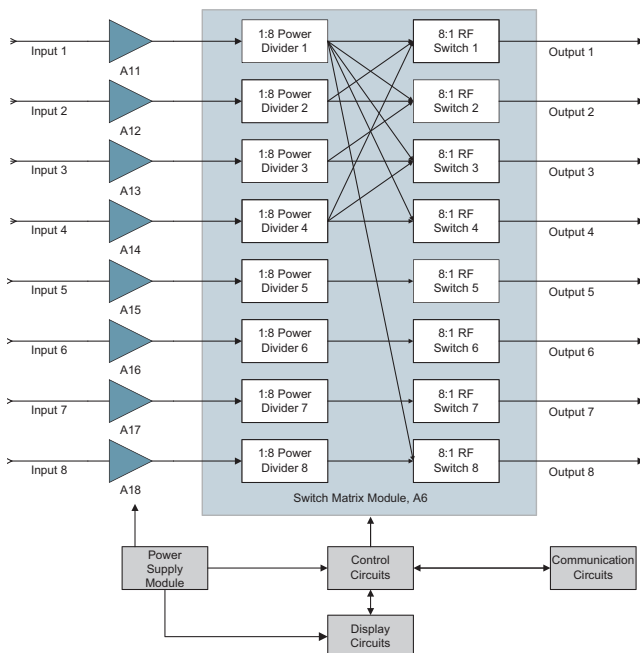 1:8 Power
Divider 1
8:1 RF
Switch 1
Input 1
A11
Output 1
1:8 Power
Divider 2
8:1 RF
Switch 2
Input 2
A12
Output 2
1:8 Power
Divider 3
8:1 RF
Switch 3
Input 3
A13
Output 3
1:8 Power
Divider 4
8:1 RF
Switch 4
Input 4
A14
Output 4
1:8 Power
Divider 5
8:1 RF
Switch 5
Input 5
A15
Output 5
1:8 Power
Divider 6
8:1 RF
Switch 6
Input 6
A16
Output 6
1:8 Power
Divider 7
8:1 RF
Switch 7
Input 7
A17
Output 7
1:8 Power
Divider 8
8:1 RF
Switch 8
Input 8
A18
Output 8
Switch Matrix Module, A6
Power
Supply
Module
Control
Circuits
Communication
Circuits
Display
Circuits